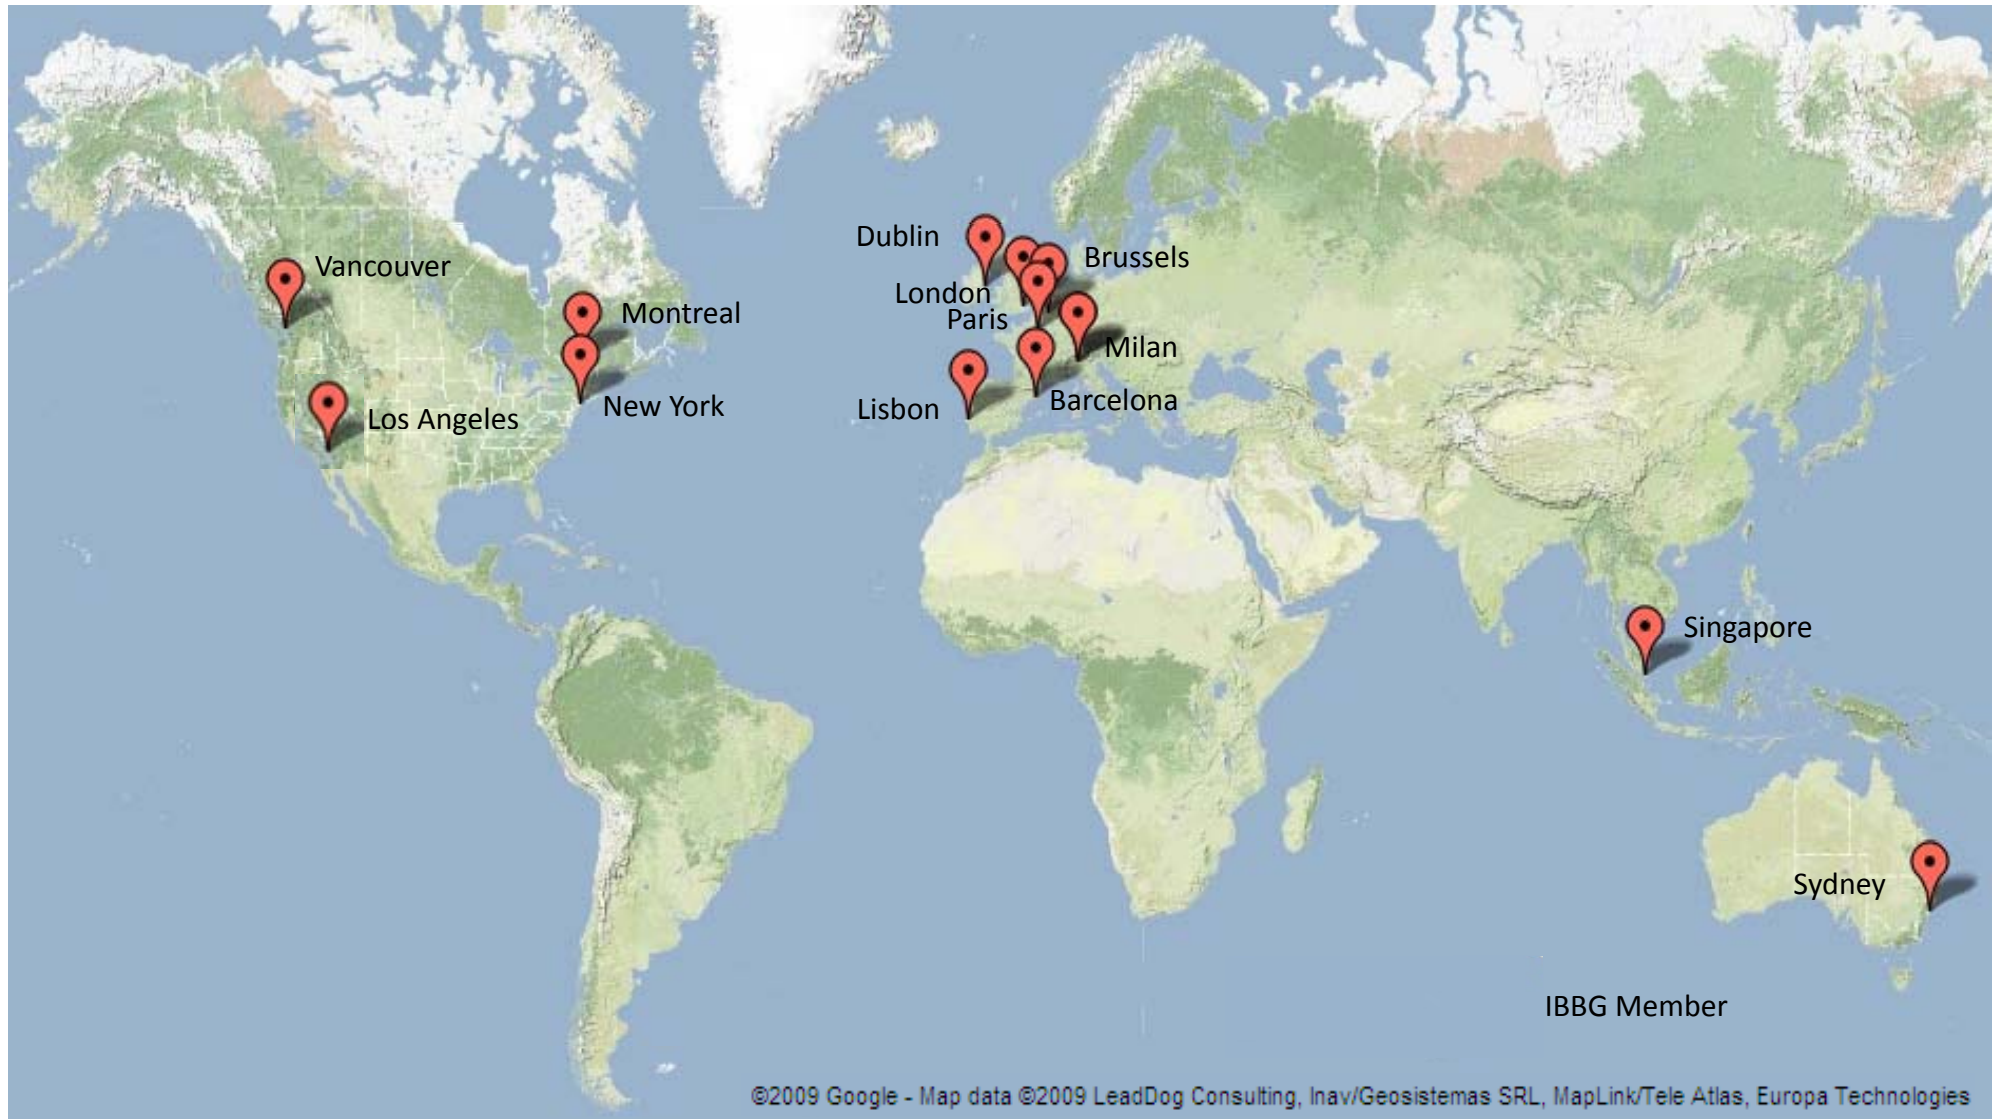 Dublin
Brussels
Vancouver
London
Montreal
Paris
Milan
New York
Barcelona
Lisbon
Los Angeles
Singapore
Sydney
IBBG Member
©2009 Google - Map data ©2009 LeadDog Consulting, Inav/Geosistemas SRL, MapLink/Tele Atlas, Europa Technologies